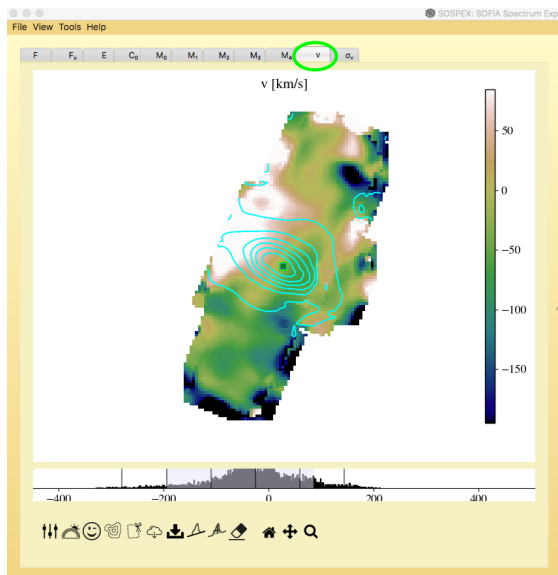 SOSPEX: SOFIA Spectrum Exp
File View Tools Help
F Fₑ E C₀ M₀ M₁ M₂ M₃ M₄ v σᵥ
v [km/s]
50
0
−50
−100
−150
−400 −200 0 200 400